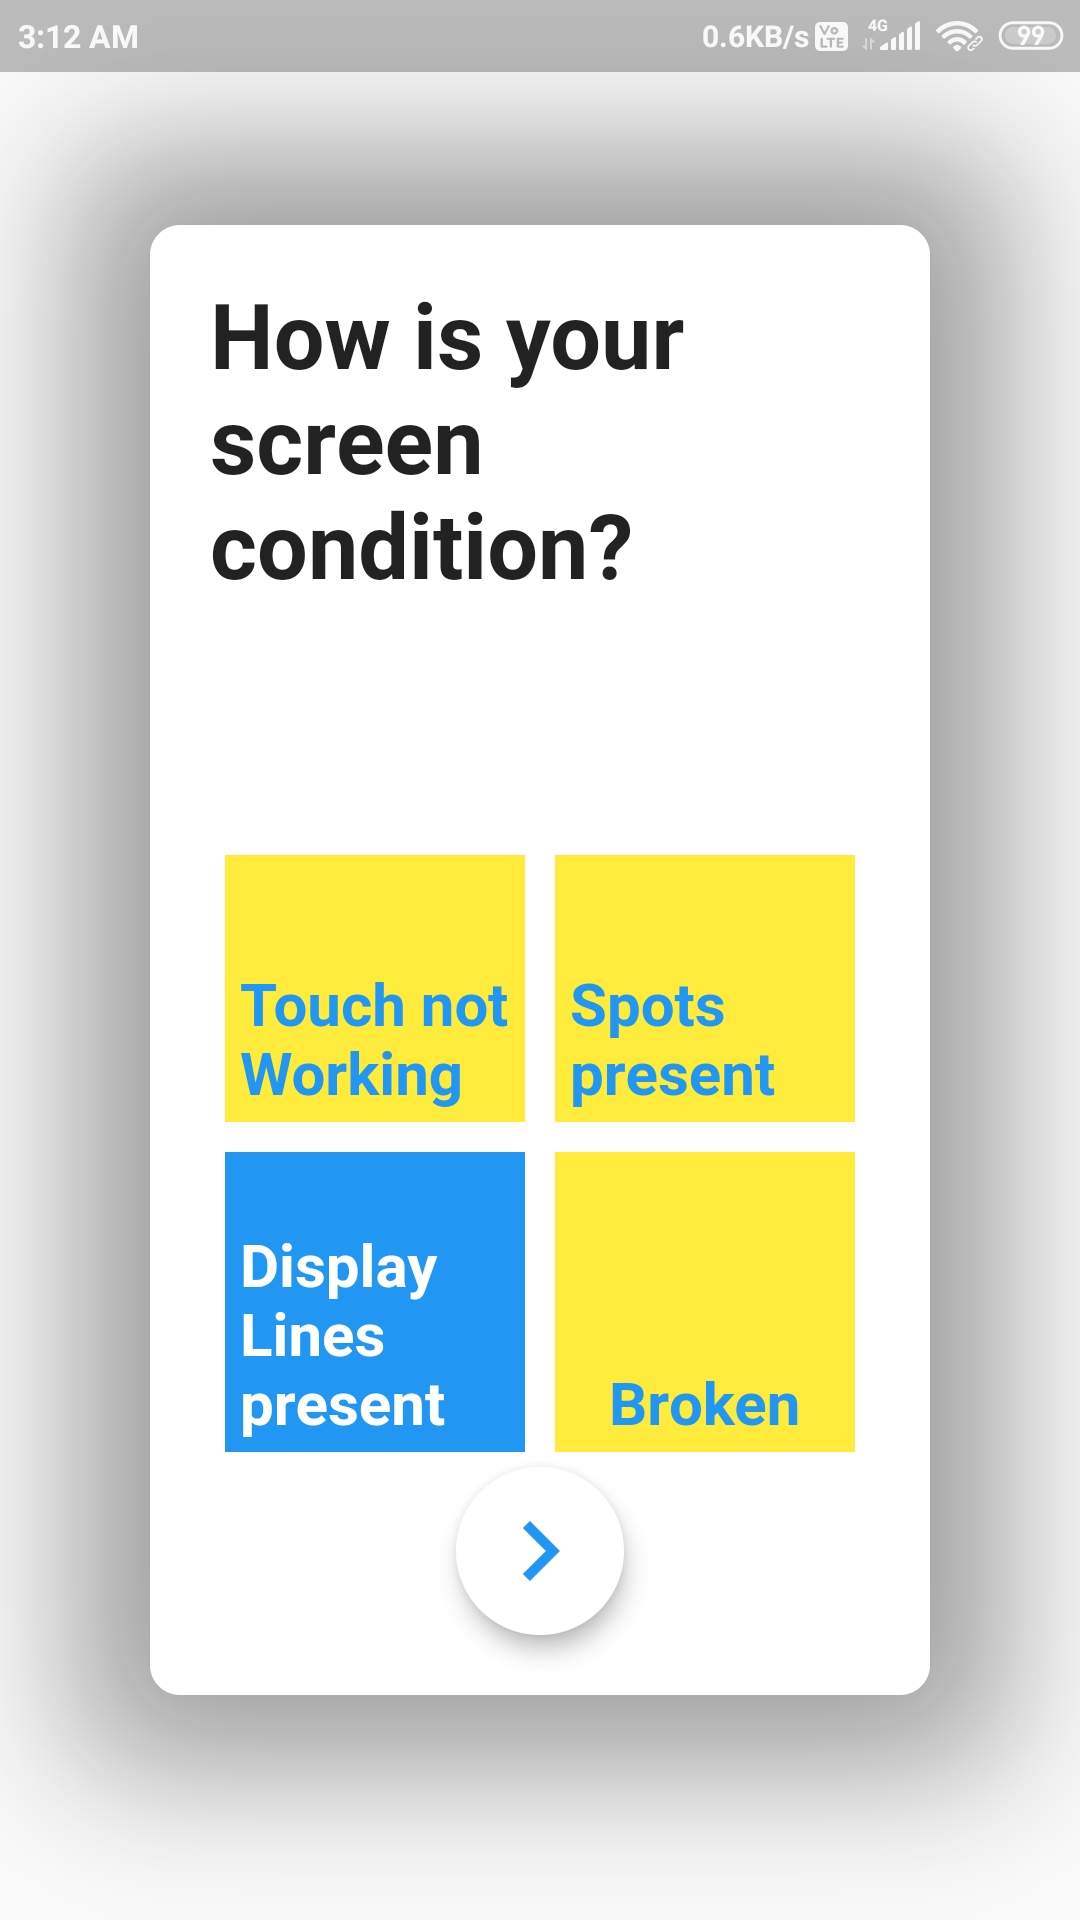 3:12 AM 0.6KB/s Vo LTE 4G 99
How is your
screen
condition?
Touch not
Working
Spots
present
Display
Lines
present
Broken